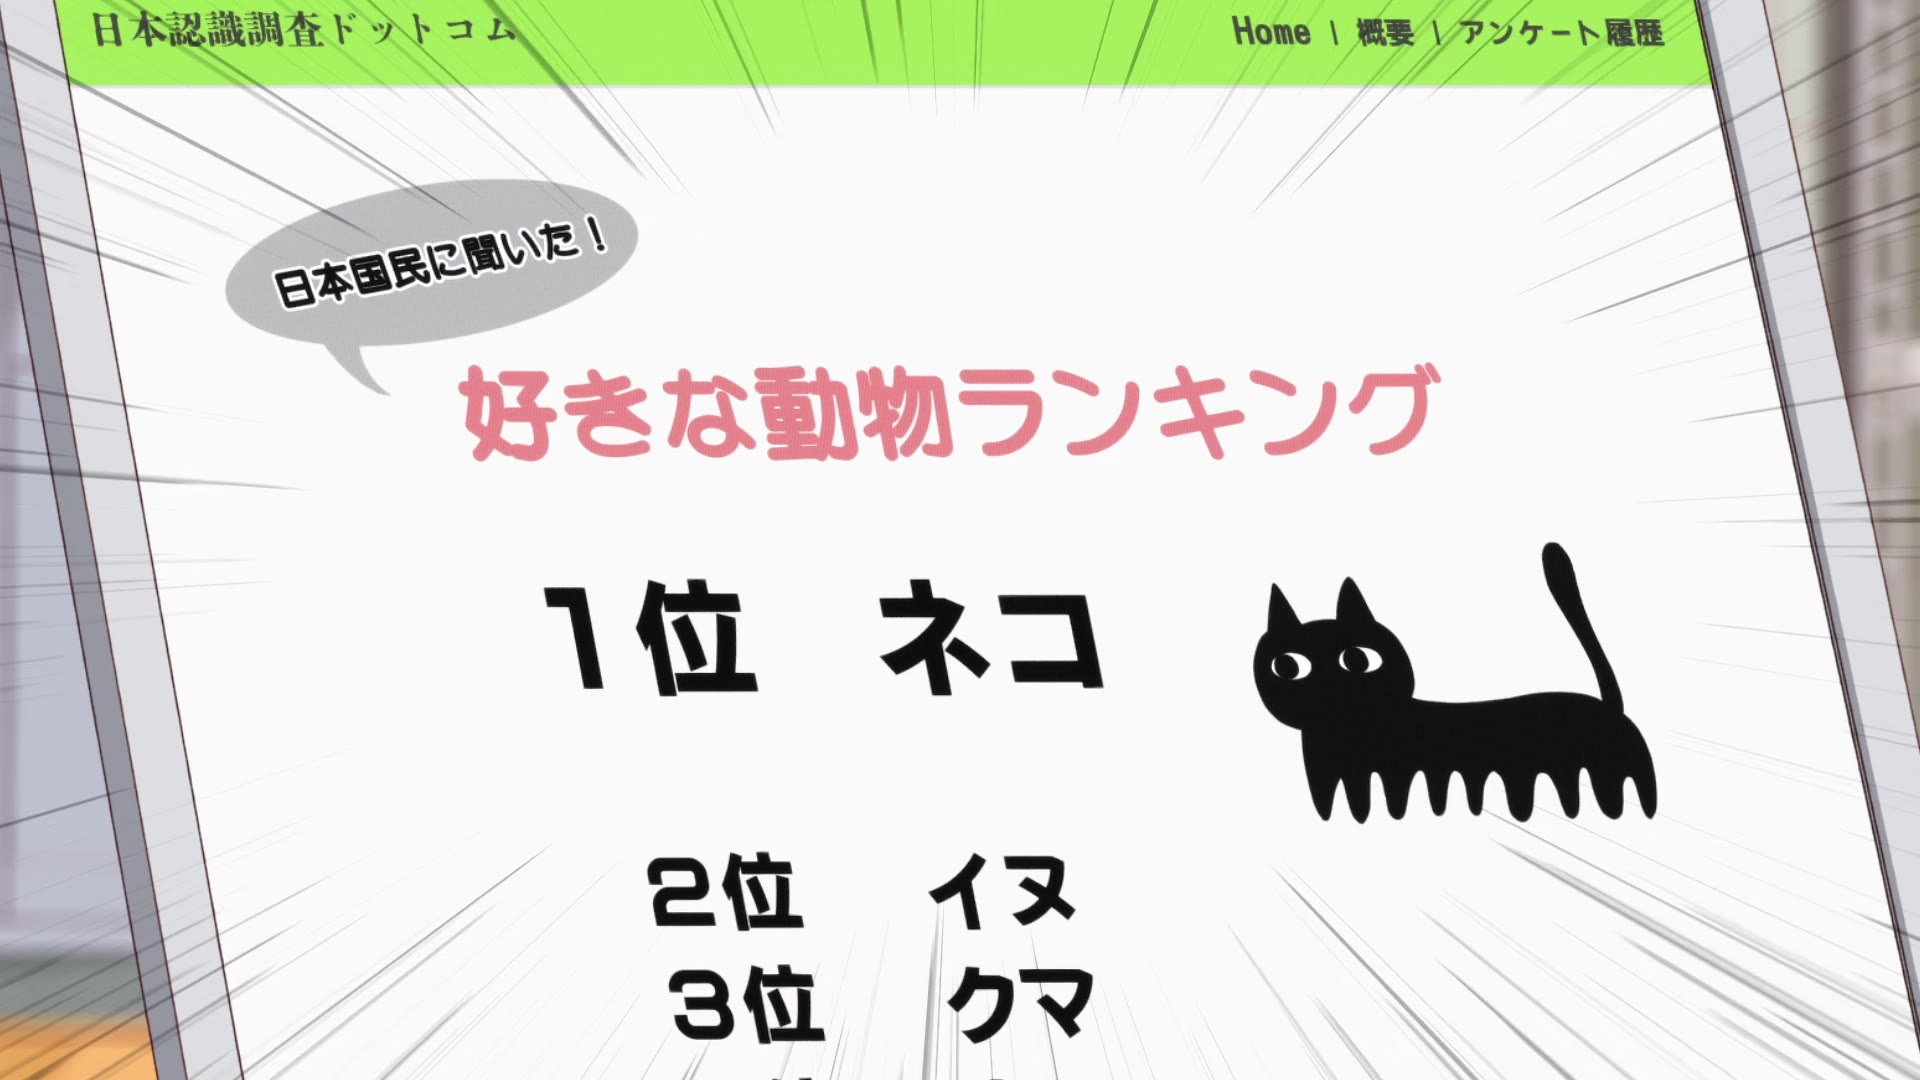 日本認識調査ドットコム
Home | 概要 | アンケート履歴
日本国民に聞いた！
好きな動物ランキング
1位 ネコ
2位 イヌ
3位 クマ